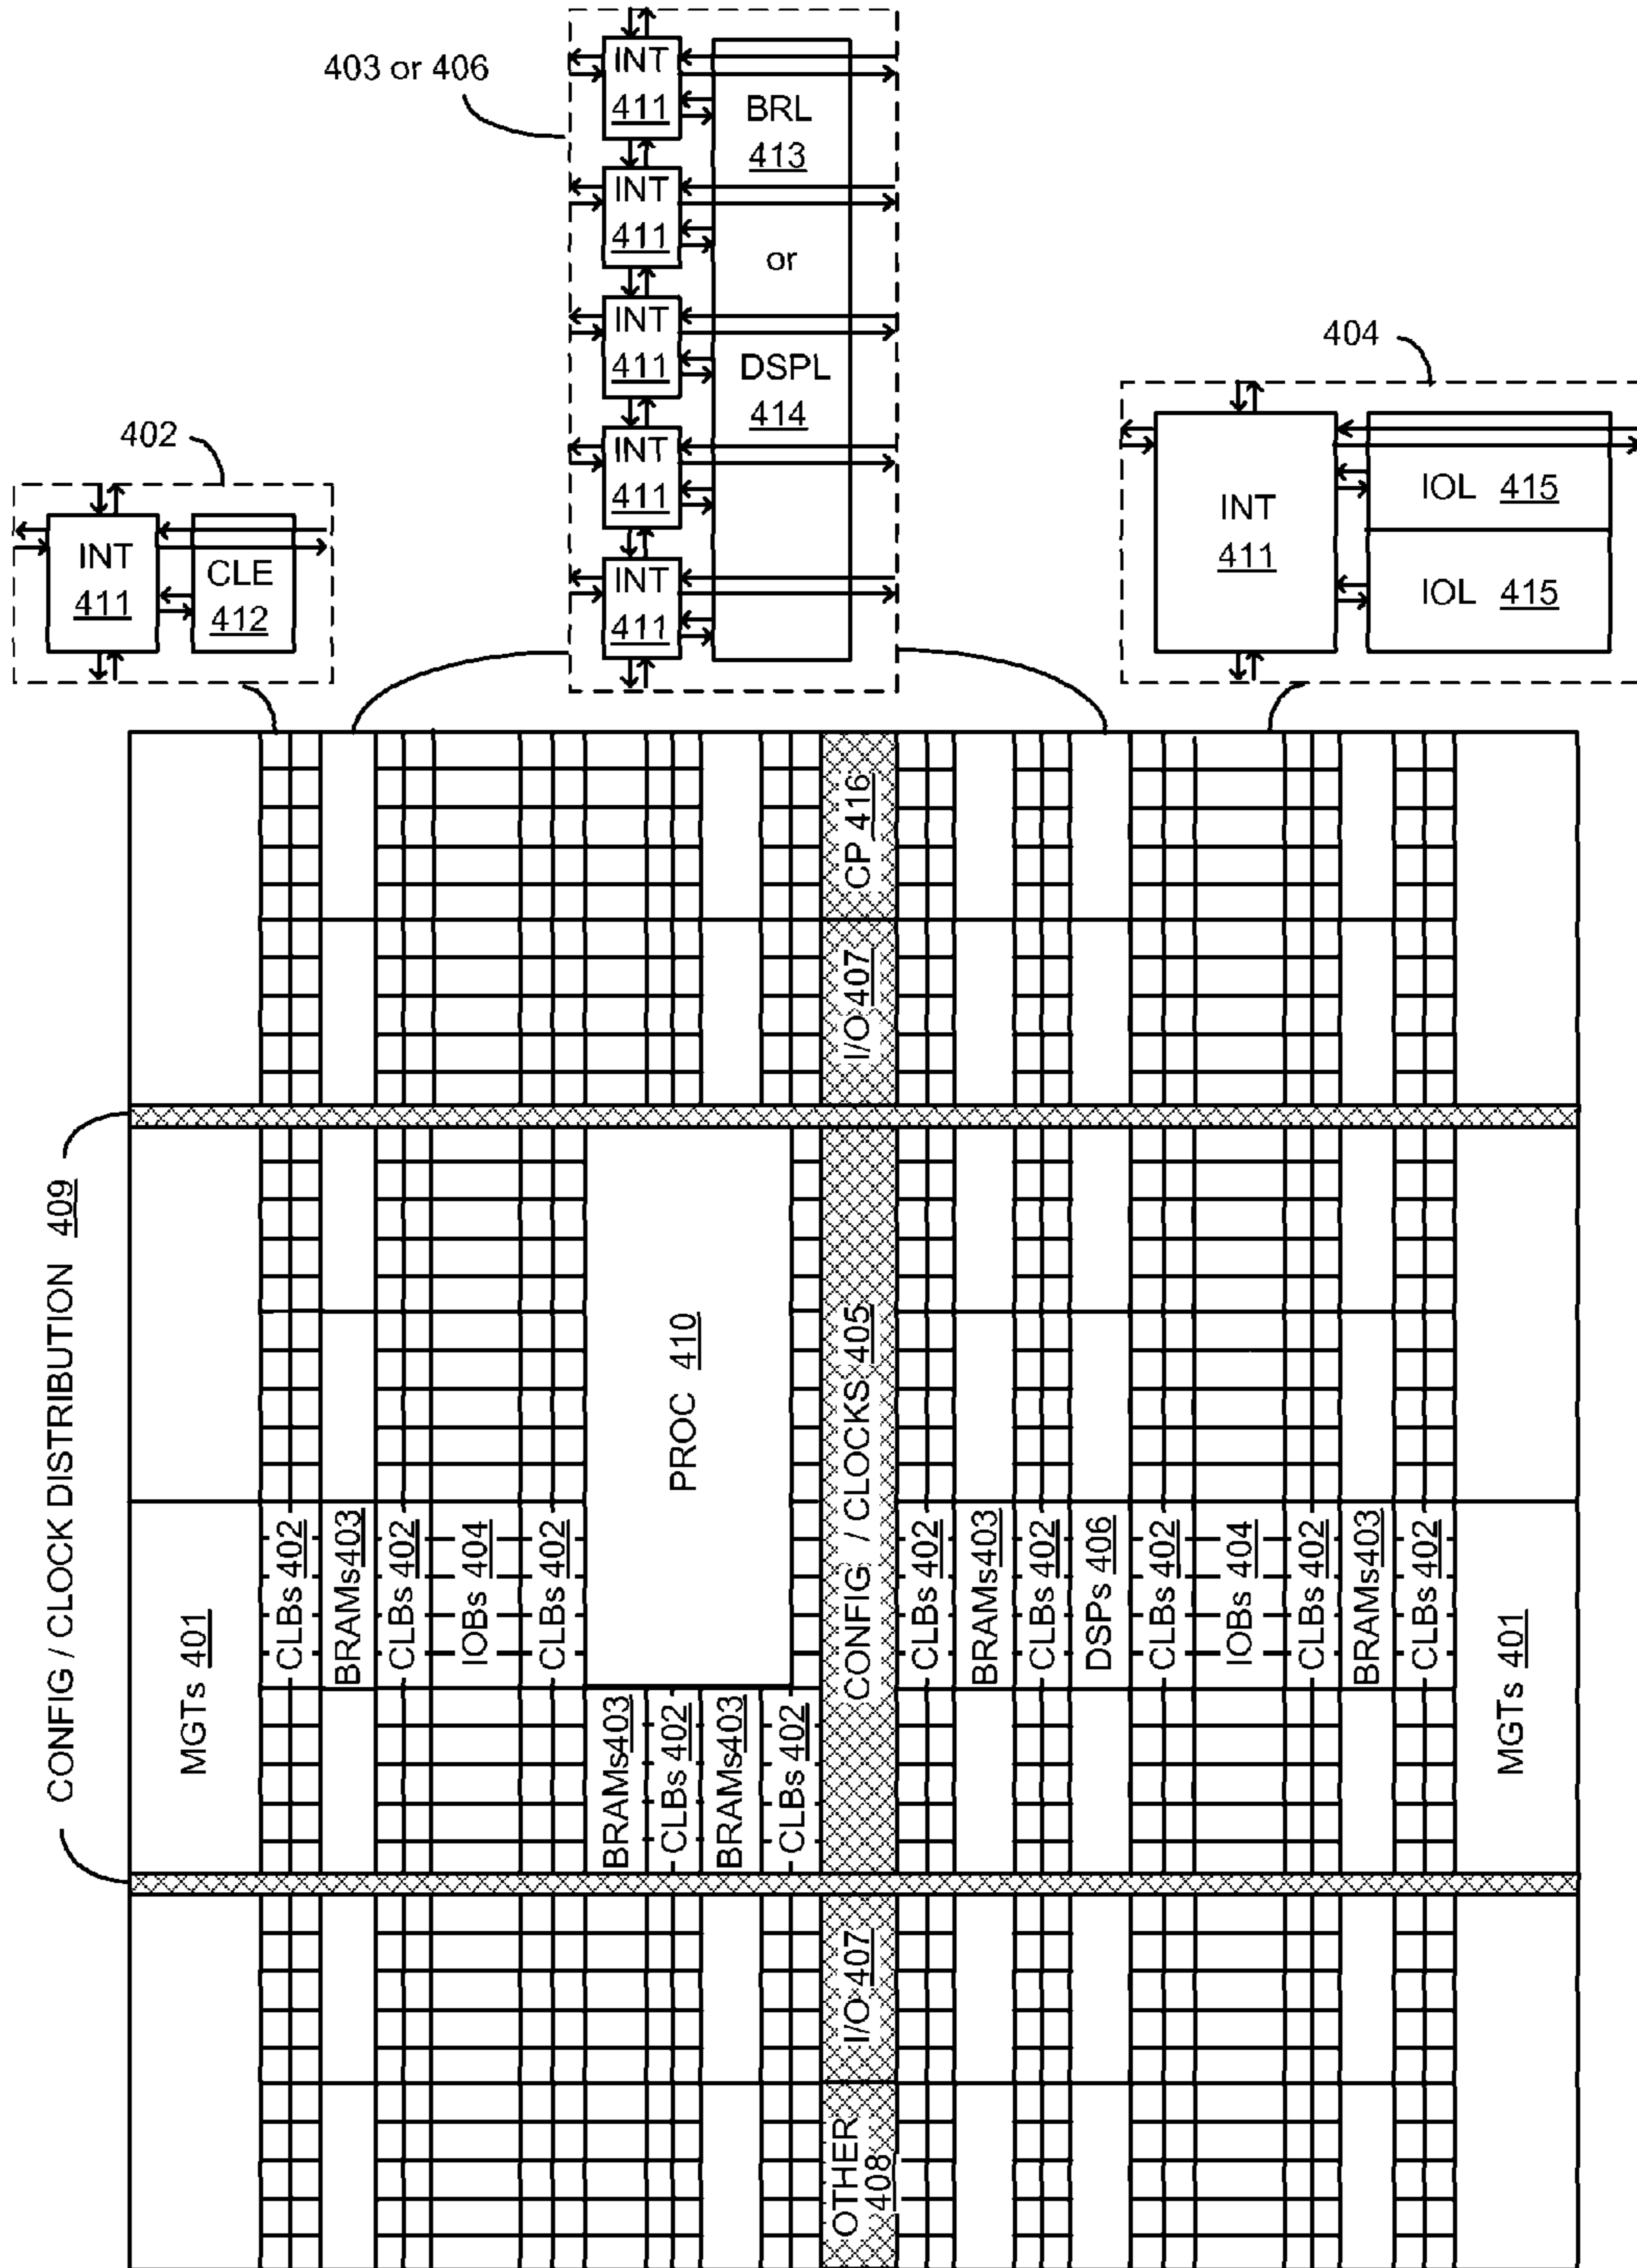 403 or 406
INT
411
INT
411
INT
411
INT
411
INT
411
BRL
413
or
DSPL
414
404
INT
411
IOL 415
IOL 415
402
INT
411
CLE
412
CONFIG / CLOCK DISTRIBUTION 409
CP 416
I/O 407
PROC 410
CONFIG / CLOCKS 405
MGTs 401
CLBs 402
BRAMs 403
CLBs 402
IOBs 404
CLBs 402
BRAMs 403
CLBs 402
BRAMs 403
CLBs 402
CLBs 402
BRAMs 403
CLBs 402
DSPs 406
CLBs 402
IOBs 404
CLBs 402
BRAMs 403
CLBs 402
MGTs 401
I/O 407
OTHER
408